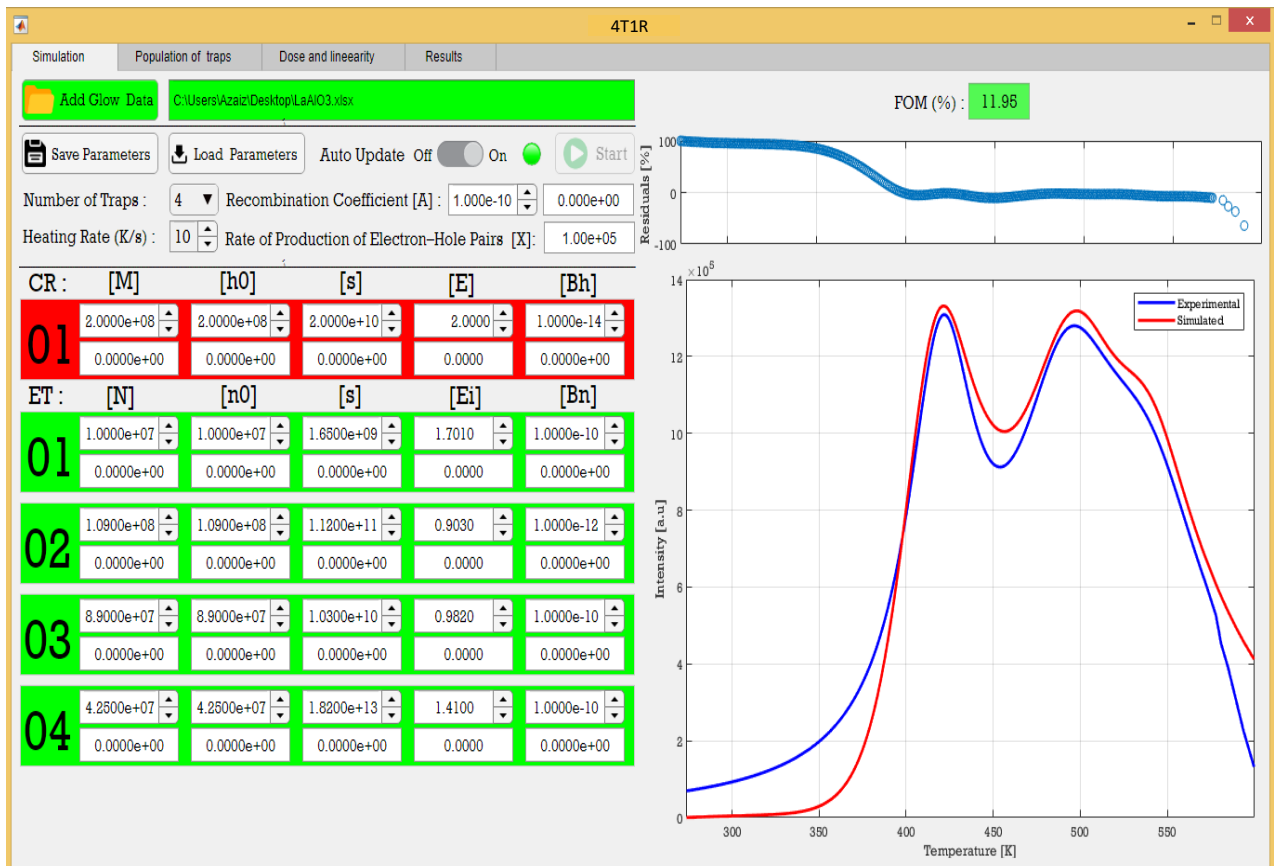 4T1R
Simulation Population of traps Dose and lineearity Results
Add Glow Data C:\Users\Azaiz\Desktop\LaAlO3.xlsx
Save Parameters Load Parameters Auto Update Off On Start
Number of Traps : 4 Recombination Coefficient [A] : 1.000e-10 0.000e+00
Heating Rate (K/s) : 10 Rate of Production of Electron–Hole Pairs [X]: 1.00e+05
CR : [M] [h0] [s] [E] [Bh]
01 2.0000e+08 2.0000e+08 2.0000e+10 2.0000 1.0000e-14
0.0000e+00 0.0000e+00 0.0000e+00 0.0000 0.0000e+00
ET : [N] [n0] [s] [Ei] [Bn]
01 1.0000e+07 1.0000e+07 1.6500e+09 1.7010 1.0000e-10
0.0000e+00 0.0000e+00 0.0000e+00 0.0000 0.0000e+00
02 1.0900e+08 1.0900e+08 1.1200e+11 0.9030 1.0000e-12
0.0000e+00 0.0000e+00 0.0000e+00 0.0000 0.0000e+00
03 8.9000e+07 8.9000e+07 1.0300e+10 0.9820 1.0000e-10
0.0000e+00 0.0000e+00 0.0000e+00 0.0000 0.0000e+00
04 4.2500e+07 4.2500e+07 1.8200e+13 1.4100 1.0000e-10
0.0000e+00 0.0000e+00 0.0000e+00 0.0000 0.0000e+00
FOM (%) : 11.95
Residuals [%]
100
0
-100
×10⁵
14
12
10
8
6
4
2
0
Intensity [a.u]
Experimental
Simulated
300 350 400 450 500 550
Temperature [K]